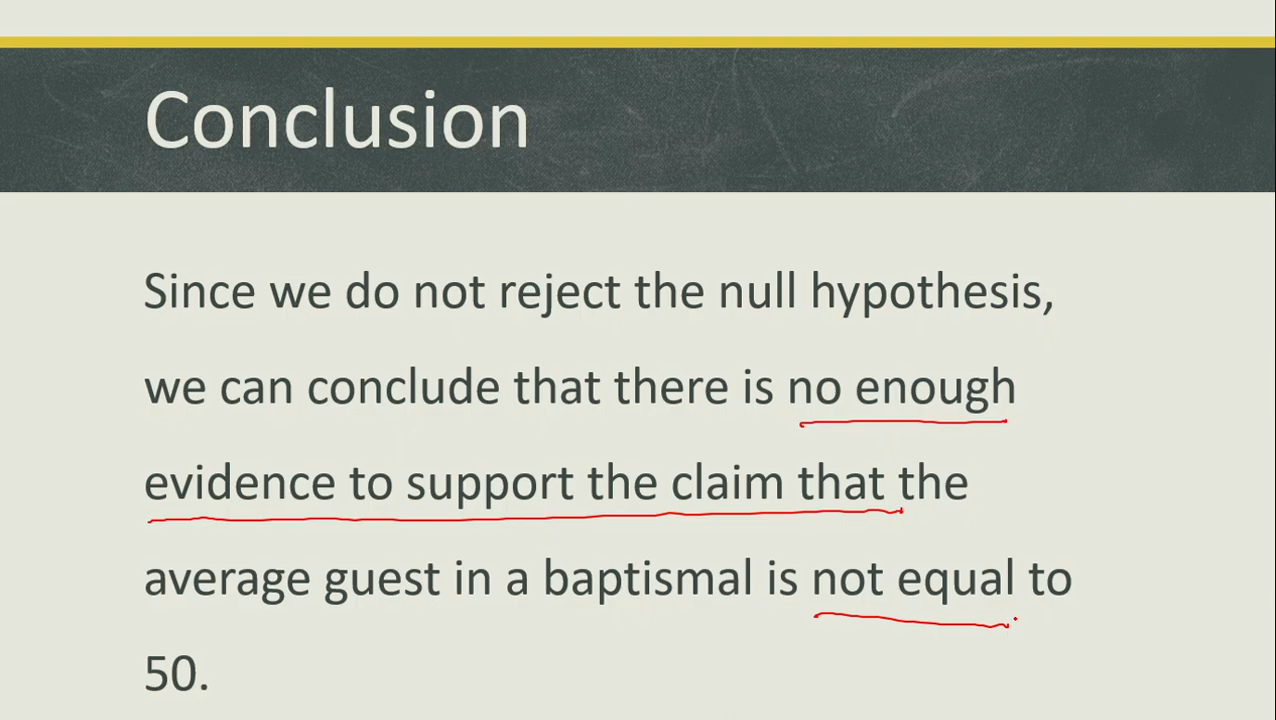 Conclusion
Since we do not reject the null hypothesis,
we can conclude that there is no enough
evidence to support the claim that the
average guest in a baptismal is not equal to
50.